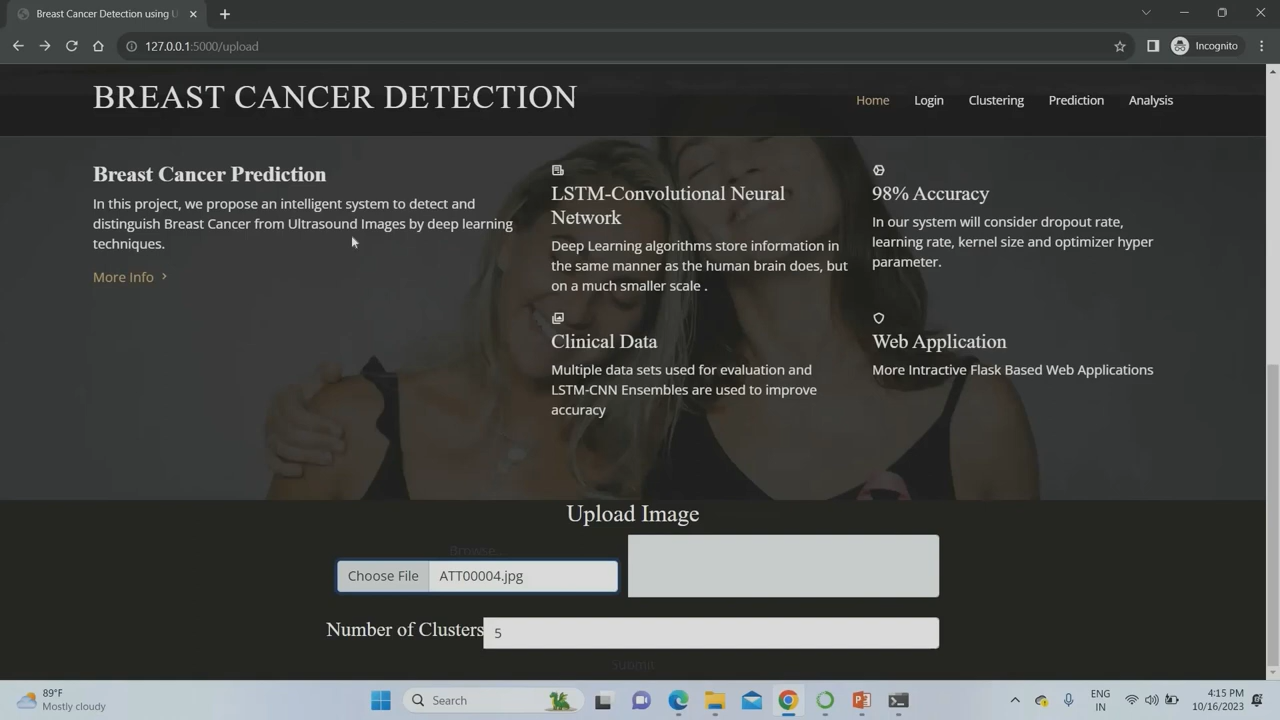 Breast Cancer Detection using U
127.0.0.1:5000/upload
Incognito
BREAST CANCER DETECTION
Home
Login
Clustering
Prediction
Analysis
Breast Cancer Prediction
In this project, we propose an intelligent system to detect and
distinguish Breast Cancer from Ultrasound Images by deep learning
techniques.
More Info
LSTM-Convolutional Neural
Network
Deep Learning algorithms store information in
the same manner as the human brain does, but
on a much smaller scale .
98% Accuracy
In our system will consider dropout rate,
learning rate, kernel size and optimizer hyper
parameter.
Clinical Data
Multiple data sets used for evaluation and
LSTM-CNN Ensembles are used to improve
accuracy
Web Application
More Intractive Flask Based Web Applications
Upload Image
Browse...
Choose File
ATT00004.jpg
Number of Clusters
5
Submit
89°F
Mostly cloudy
Search
ENG
IN
4:15 PM
10/16/2023